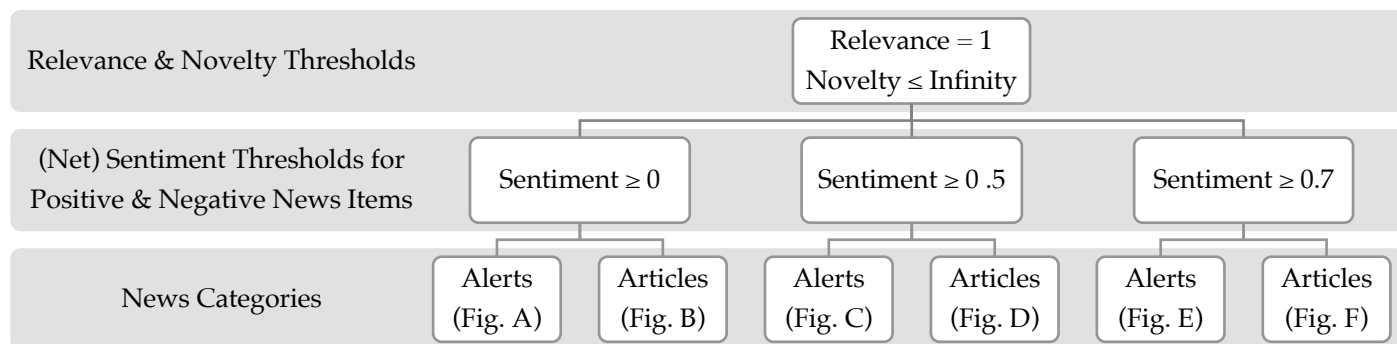 Relevance & Novelty Thresholds
Relevance = 1
Novelty ≤ Infinity
(Net) Sentiment Thresholds for
Positive & Negative News Items
Sentiment ≥ 0
Sentiment ≥ 0 .5
Sentiment ≥ 0.7
News Categories
Alerts
(Fig. A)
Articles
(Fig. B)
Alerts
(Fig. C)
Articles
(Fig. D)
Alerts
(Fig. E)
Articles
(Fig. F)